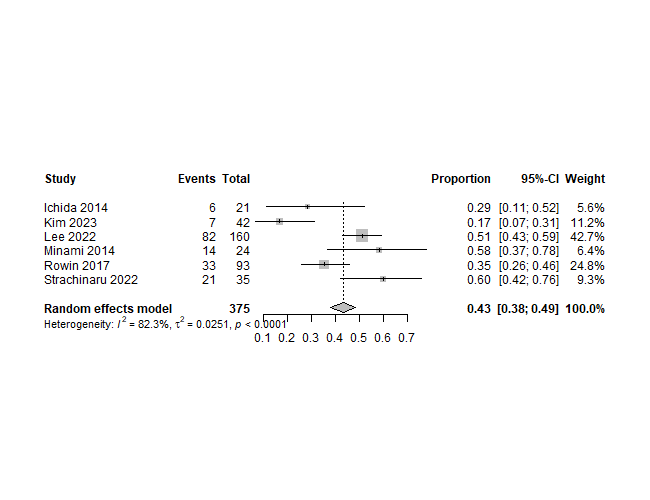 Study Events Total Proportion 95%-CI Weight
Ichida 2014 6 21 0.29 [0.11; 0.52] 5.6%
Kim 2023 7 42 0.17 [0.07; 0.31] 11.2%
Lee 2022 82 160 0.51 [0.43; 0.59] 42.7%
Minami 2014 14 24 0.58 [0.37; 0.78] 6.4%
Rowin 2017 33 93 0.35 [0.26; 0.46] 24.8%
Strachinaru 2022 21 35 0.60 [0.42; 0.76] 9.3%
Random effects model 375 0.43 [0.38; 0.49] 100.0%
Heterogeneity: I² = 82.3%, τ² = 0.0251, p < 0.0001
0.1 0.2 0.3 0.4 0.5 0.6 0.7